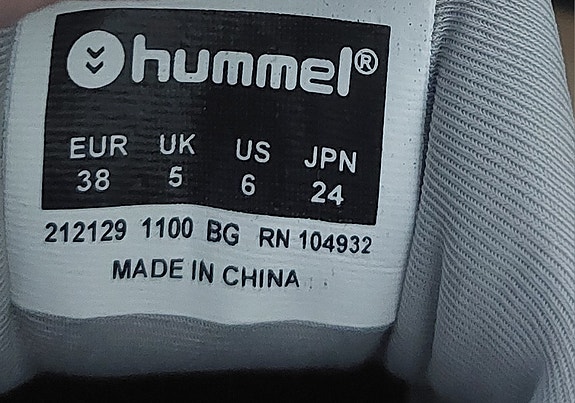 hummel®
EUR UK US JPN
38 5 6 24
212129 1100 BG RN 104932
MADE IN CHINA